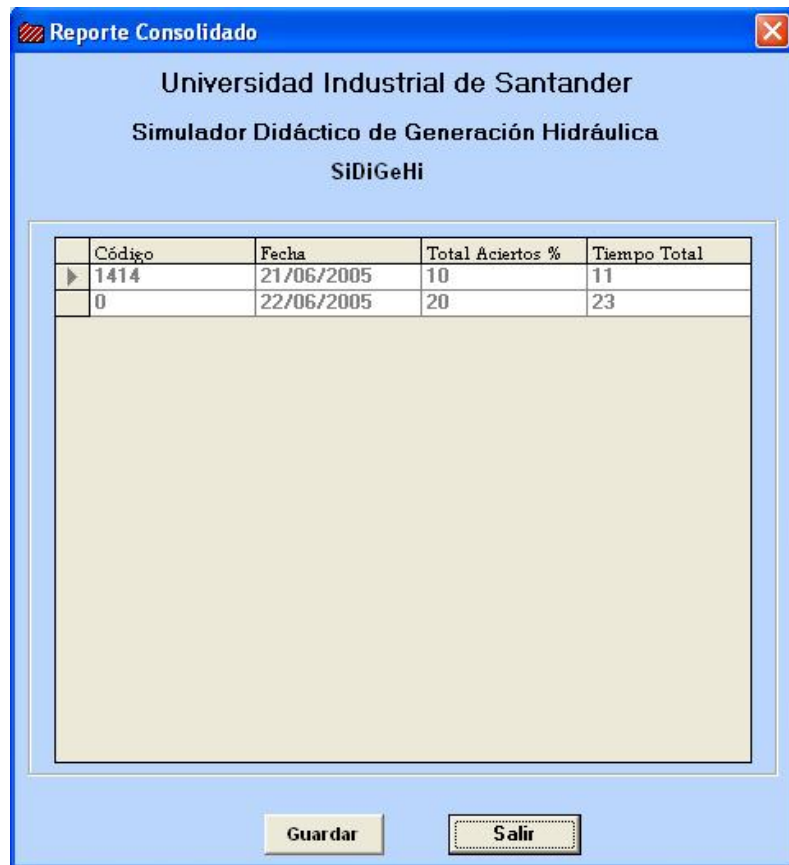 Reporte Consolidado
Universidad Industrial de Santander
Simulador Didáctico de Generación Hidráulica
SiDiGeHi
Código Fecha Total Aciertos % Tiempo Total
1414 21/06/2005 10 11
0 22/06/2005 20 23
Guardar Salir